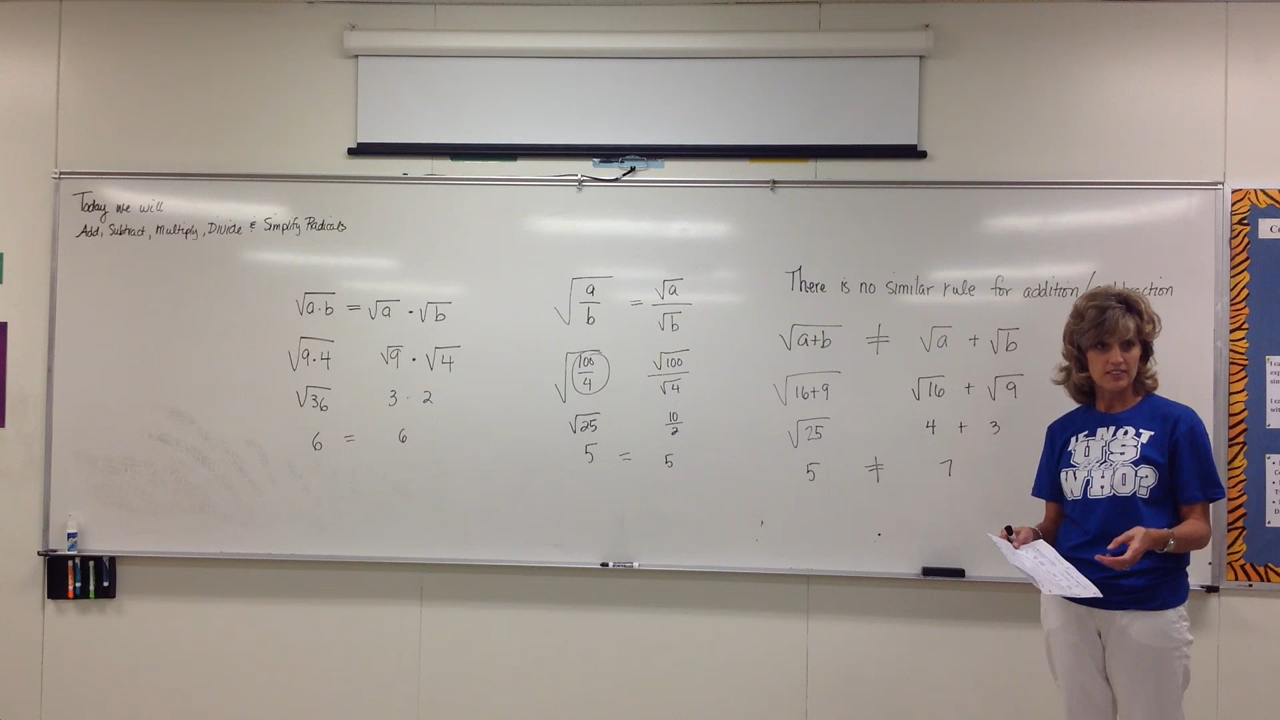 Today we will
Add, Subtract, Multiply, Divide & Simplify Radicals
√a·b = √a · √b
√9·4 √9 · √4
√36 3 · 2
6 = 6
√(a/b) = √a/√b
√(100/4) √100/√4
√25 10/2
5 = 5
There is no similar rule for addition/
√a+b ≠ √a + √b
√16+9 √16 + √9
√25 4 + 3
5 ≠ 7
IF NOT
US
WHO?